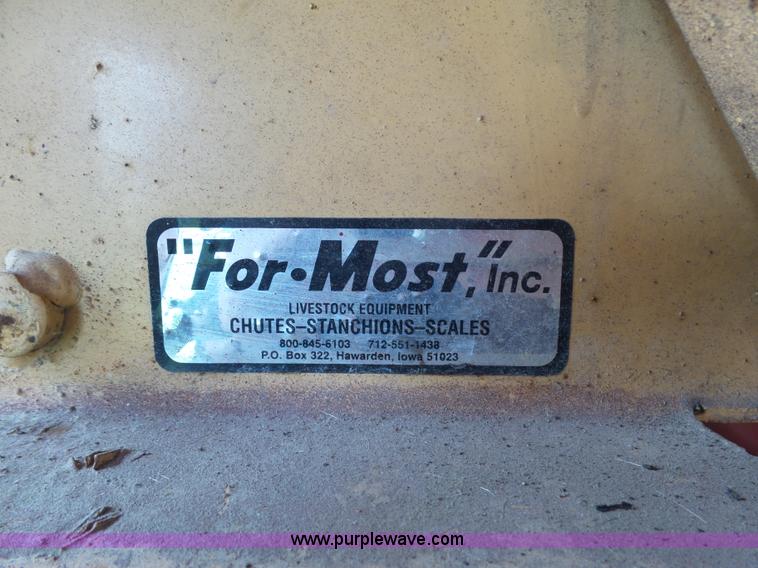 "For•Most," Inc.
LIVESTOCK EQUIPMENT
CHUTES–STANCHIONS–SCALES
800-845-6103 712-551-1438
P.O. Box 322, Hawarden, Iowa 51023
www.purplewave.com